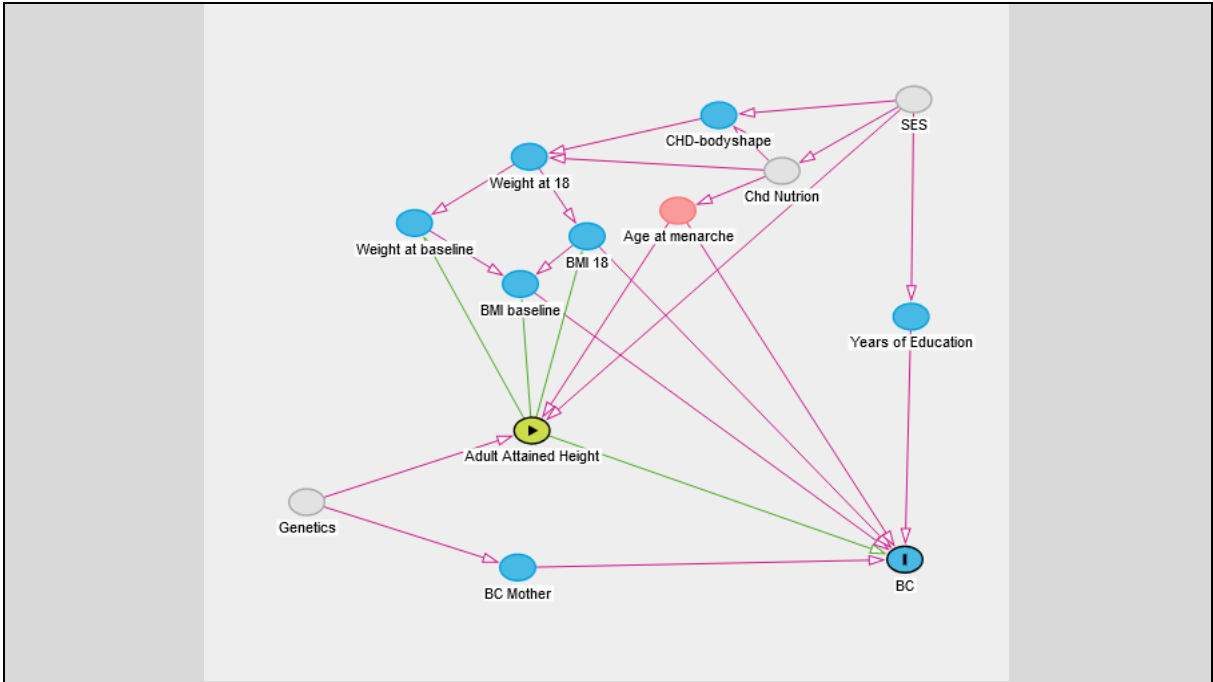 SES
CHD-bodyshape
Weight at 18
Chd Nutrion
Age at menarche
Weight at baseline
BMI 18
BMI baseline
Years of Education
Adult Attained Height
Genetics
BC
BC Mother